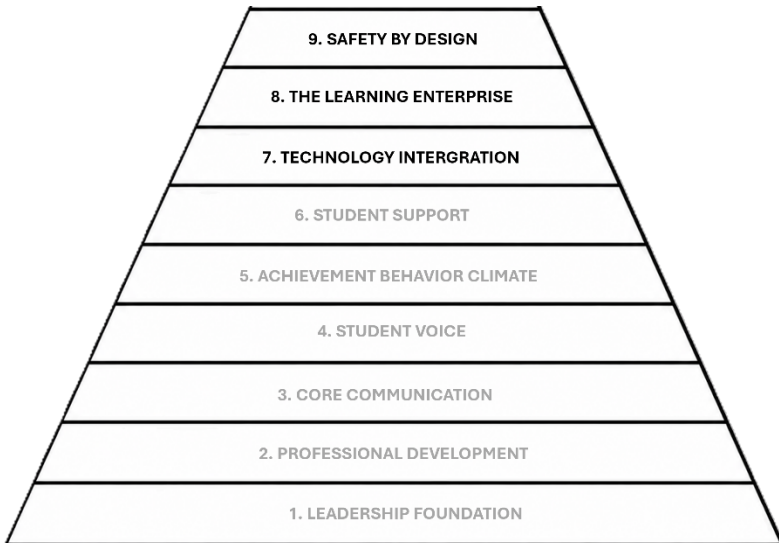 9. SAFETY BY DESIGN
8. THE LEARNING ENTERPRISE
7. TECHNOLOGY INTERGRATION
6. STUDENT SUPPORT
5. ACHIEVEMENT BEHAVIOR CLIMATE
4. STUDENT VOICE
3. CORE COMMUNICATION
2. PROFESSIONAL DEVELOPMENT
1. LEADERSHIP FOUNDATION